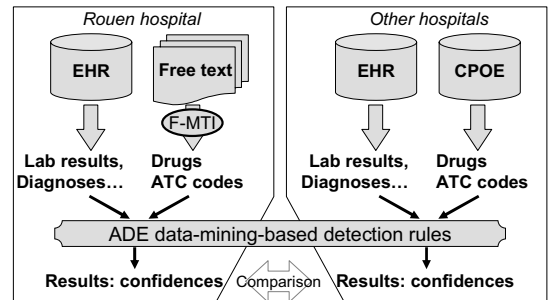 Rouen hospital
EHR
Free text
F-MTI
Lab results,
Diagnoses…
Drugs
ATC codes
Other hospitals
EHR
CPOE
Lab results,
Diagnoses…
Drugs
ATC codes
ADE data-mining-based detection rules
Results: confidences
Comparison
Results: confidences